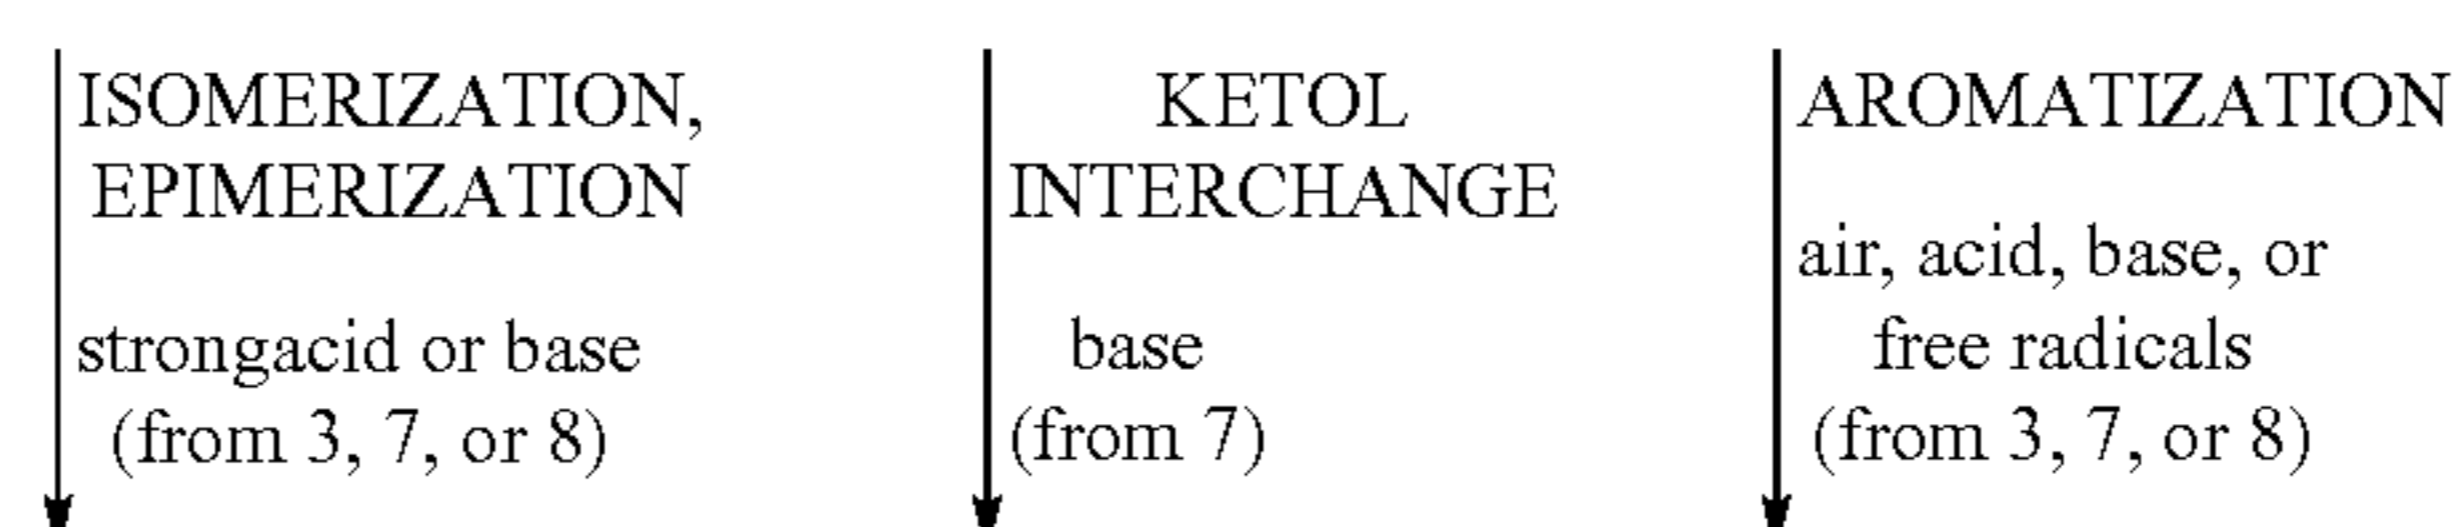 ISOMERIZATION,
EPIMERIZATION
strongacid or base
(from 3, 7, or 8)
KETOL
INTERCHANGE
base
(from 7)
AROMATIZATION
air, acid, base, or
free radicals
(from 3, 7, or 8)